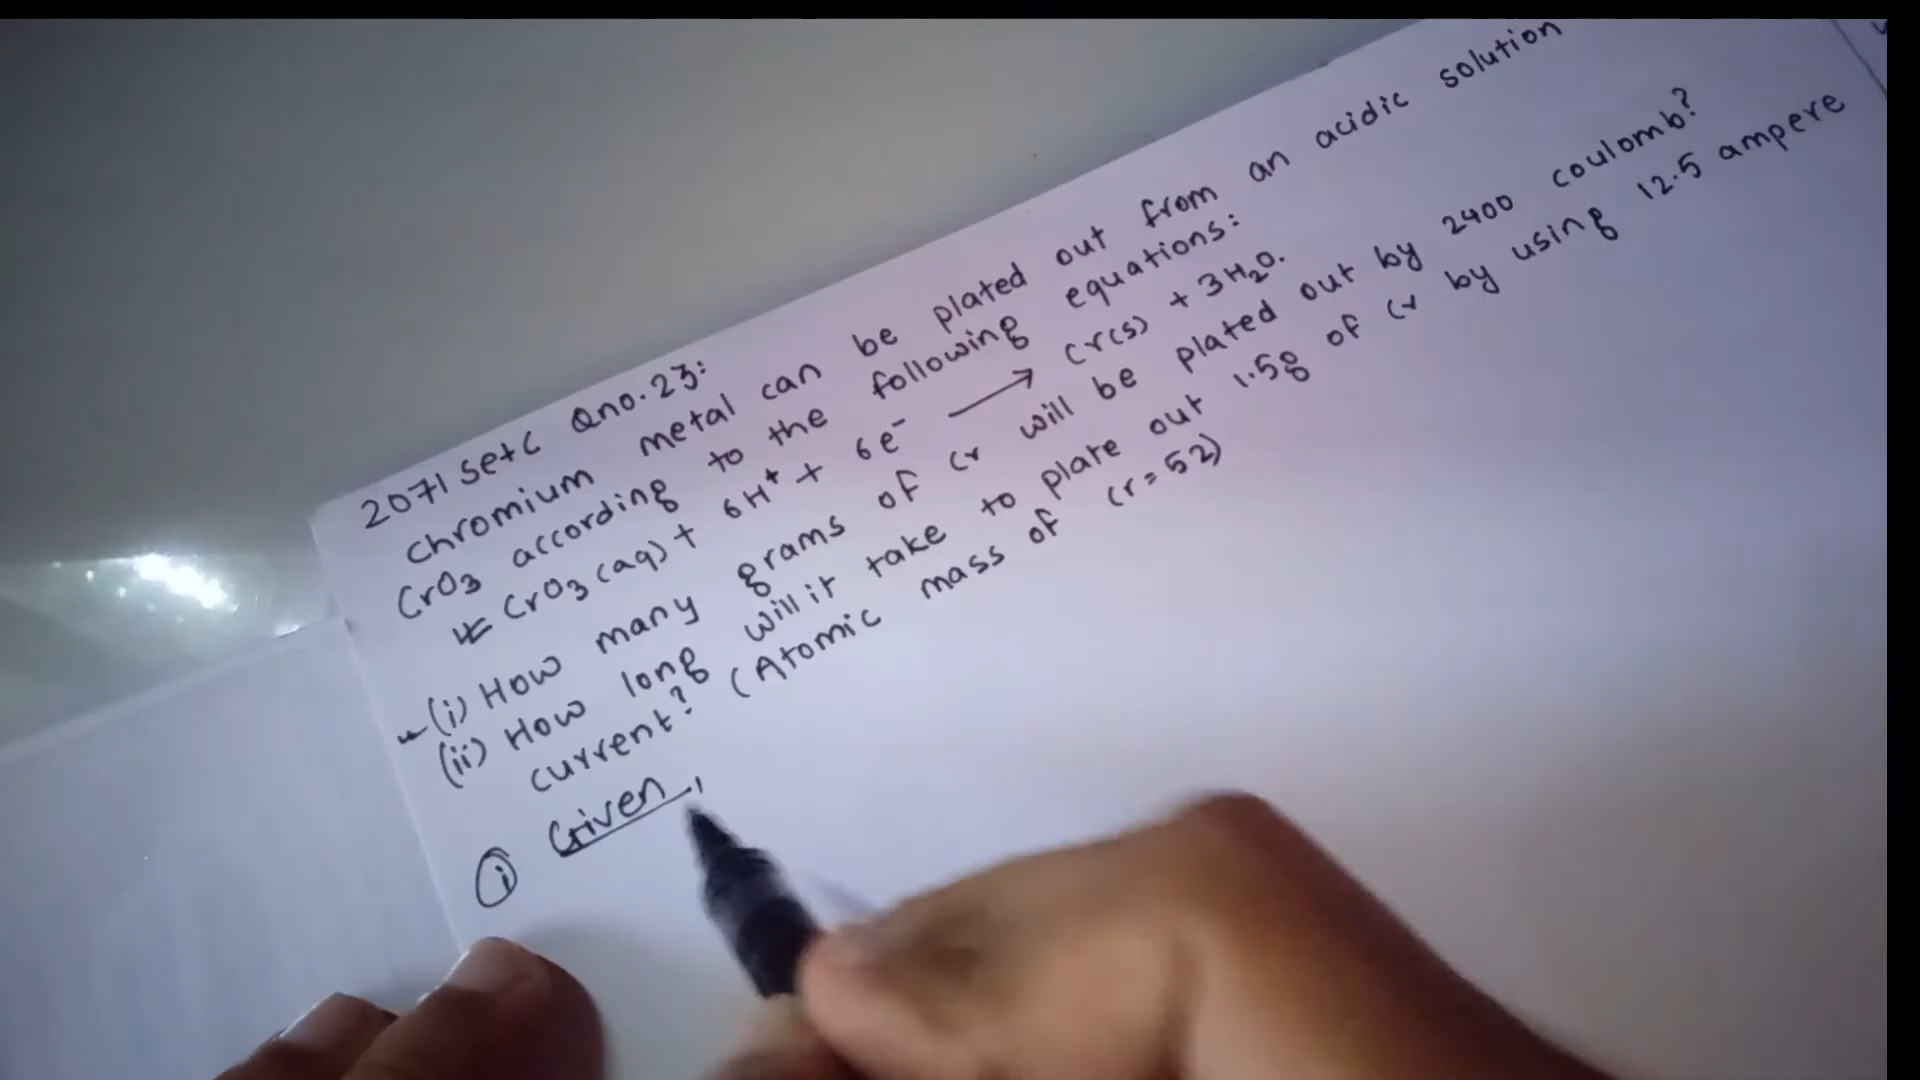 2071 Set C Qno. 23:
Chromium metal can be plated out from an acidic solution
CrO3 according to the following equations:
CrO3 (aq) + 6H+ + 6e- → Cr(s) + 3H2O.
(i) How many grams of Cr will be plated out by 2400 coulomb?
(ii) How long will it take to plate out 1.5g of Cr by using 12.5 ampere
current? (Atomic mass of Cr = 52)
(i) Given,